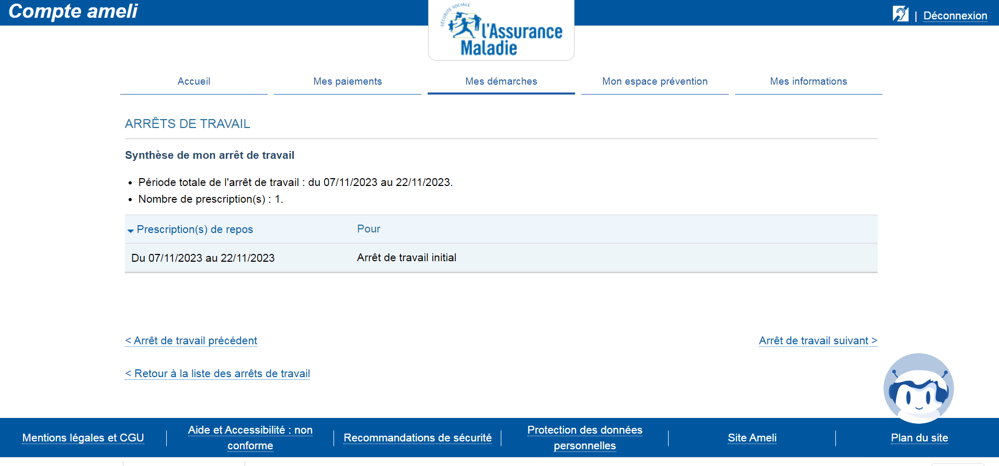 Compte ameli
SÉCURITÉ SOCIALE
l'Assurance
Maladie
| Déconnexion
Accueil
Mes paiements
Mes démarches
Mon espace prévention
Mes informations
ARRÊTS DE TRAVAIL
Synthèse de mon arrêt de travail
• Période totale de l'arrêt de travail : du 07/11/2023 au 22/11/2023.
• Nombre de prescription(s) : 1.
Prescription(s) de repos
Pour
Du 07/11/2023 au 22/11/2023
Arrêt de travail initial
< Arrêt de travail précédent
Arrêt de travail suivant >
< Retour à la liste des arrêts de travail
Mentions légales et CGU
Aide et Accessibilité : non
conforme
Recommandations de sécurité
Protection des données
personnelles
Site Ameli
Plan du site